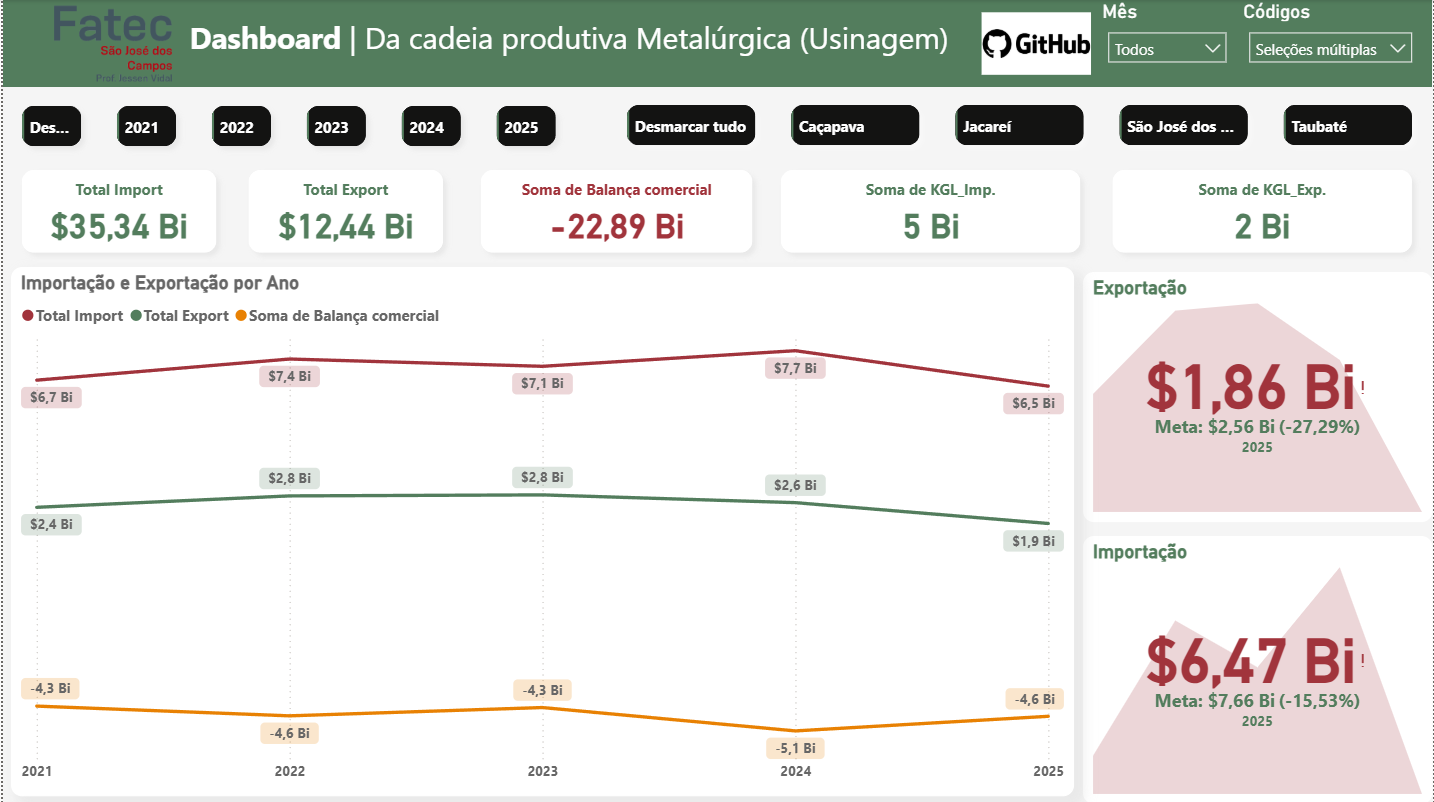 Fatec
São José dos
Campos
Prof. Jessen Vidal
Dashboard | Da cadeia produtiva Metalúrgica (Usinagem)
GitHub
Mês
Todos
Códigos
Seleções múltiplas
Des...
2021
2022
2023
2024
2025
Desmarcar tudo
Caçapava
Jacareí
São José dos ...
Taubaté
Total Import
$35,34 Bi
Total Export
$12,44 Bi
Soma de Balança comercial
-22,89 Bi
Soma de KGL_Imp.
5 Bi
Soma de KGL_Exp.
2 Bi
Importação e Exportação por Ano
Total Import Total Export Soma de Balança comercial
$6,7 Bi
$7,4 Bi
$7,1 Bi
$7,7 Bi
$6,5 Bi
$2,4 Bi
$2,8 Bi
$2,8 Bi
$2,6 Bi
$1,9 Bi
-4,3 Bi
-4,6 Bi
-4,3 Bi
-5,1 Bi
-4,6 Bi
2021
2022
2023
2024
2025
Exportação
$1,86 Bi!
Meta: $2,56 Bi (-27,29%)
2025
Importação
$6,47 Bi!
Meta: $7,66 Bi (-15,53%)
2025